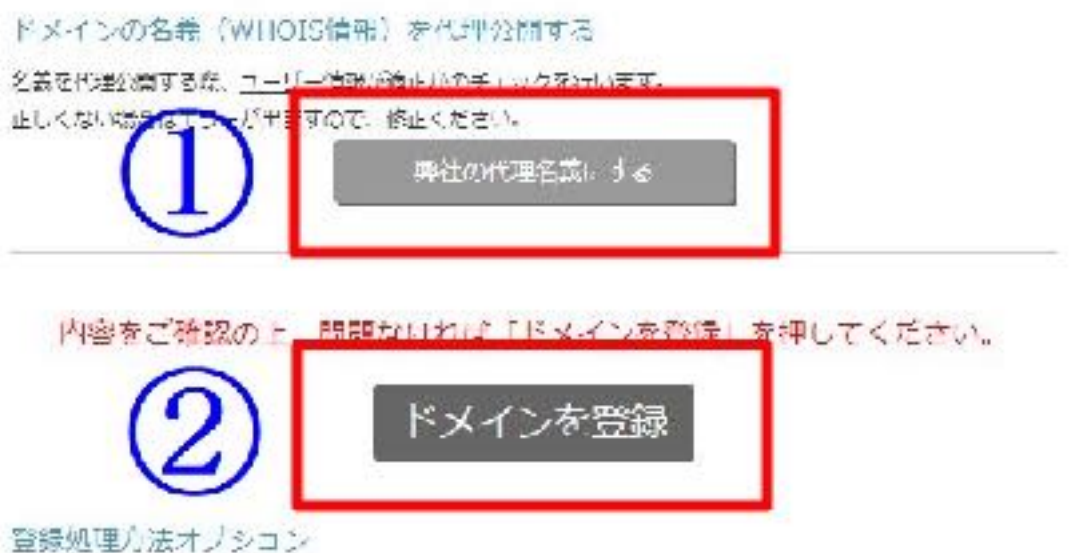 ドメインの名義（WHOIS情報）を代理公開する
名義を代理公開する際、ユーザー情報が適正かのチェックを行います。
正しくない場合はエラーが出ますので、修正ください。
①
弊社の代理名義にする
内容をご確認の上、問題なければ「ドメインを登録」を押してください。
②
ドメインを登録
登録処理方法オプション